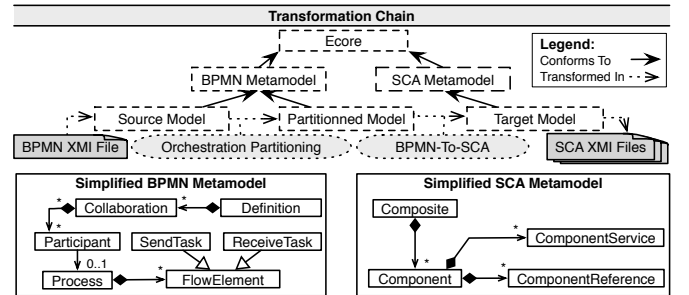 Transformation Chain
Ecore
Legend:
Conforms To
Transformed In
BPMN Metamodel
SCA Metamodel
Source Model
Partitionned Model
Target Model
BPMN XMI File
Orchestration Partitioning
BPMN-To-SCA
SCA XMI Files
Simplified BPMN Metamodel
*
Collaboration
Definition
*
*
Participant
SendTask
ReceiveTask
0..1
Process
*
FlowElement
Simplified SCA Metamodel
Composite
*
ComponentService
*
Component
*
ComponentReference